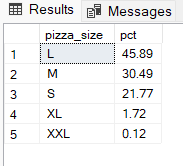 Results Messages
pizza_size pct
1 L 45.89
2 M 30.49
3 S 21.77
4 XL 1.72
5 XXL 0.12